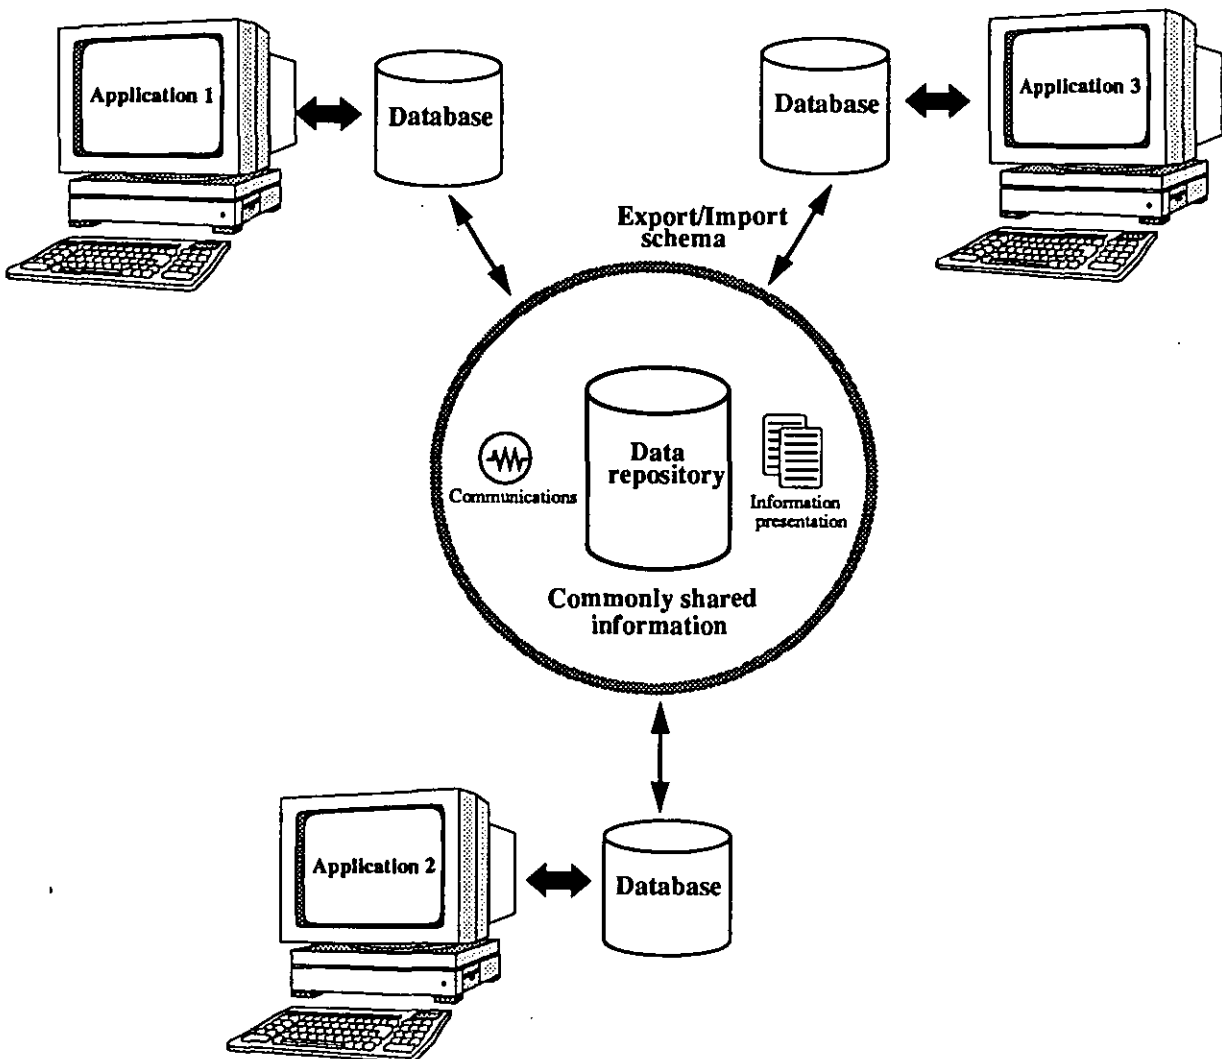 Application 1
Database
Database
Application 3
Export/Import
schema
Data
repository
Communications
Information
presentation
Commonly shared
information
Application 2
Database